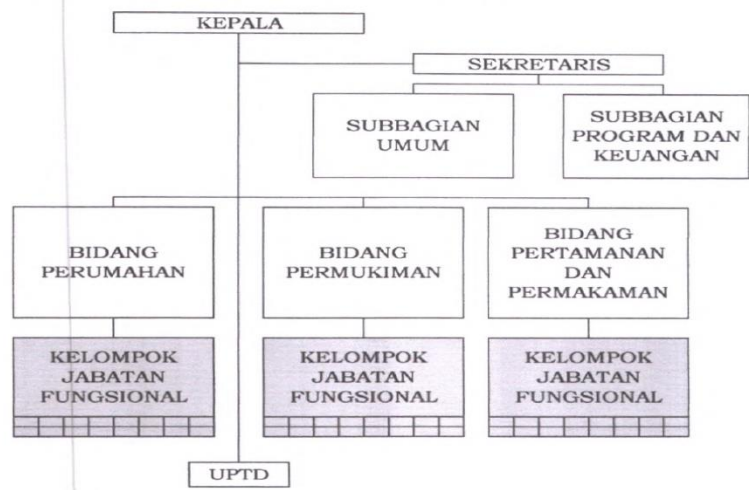 KEPALA
SEKRETARIS
SUBBAGIAN
UMUM
SUBBAGIAN
PROGRAM DAN
KEUANGAN
BIDANG
PERUMAHAN
BIDANG
PERMUKIMAN
BIDANG
PERTAMANAN
DAN
PERMAKAMAN
KELOMPOK
JABATAN
FUNGSIONAL
KELOMPOK
JABATAN
FUNGSIONAL
KELOMPOK
JABATAN
FUNGSIONAL
UPTD